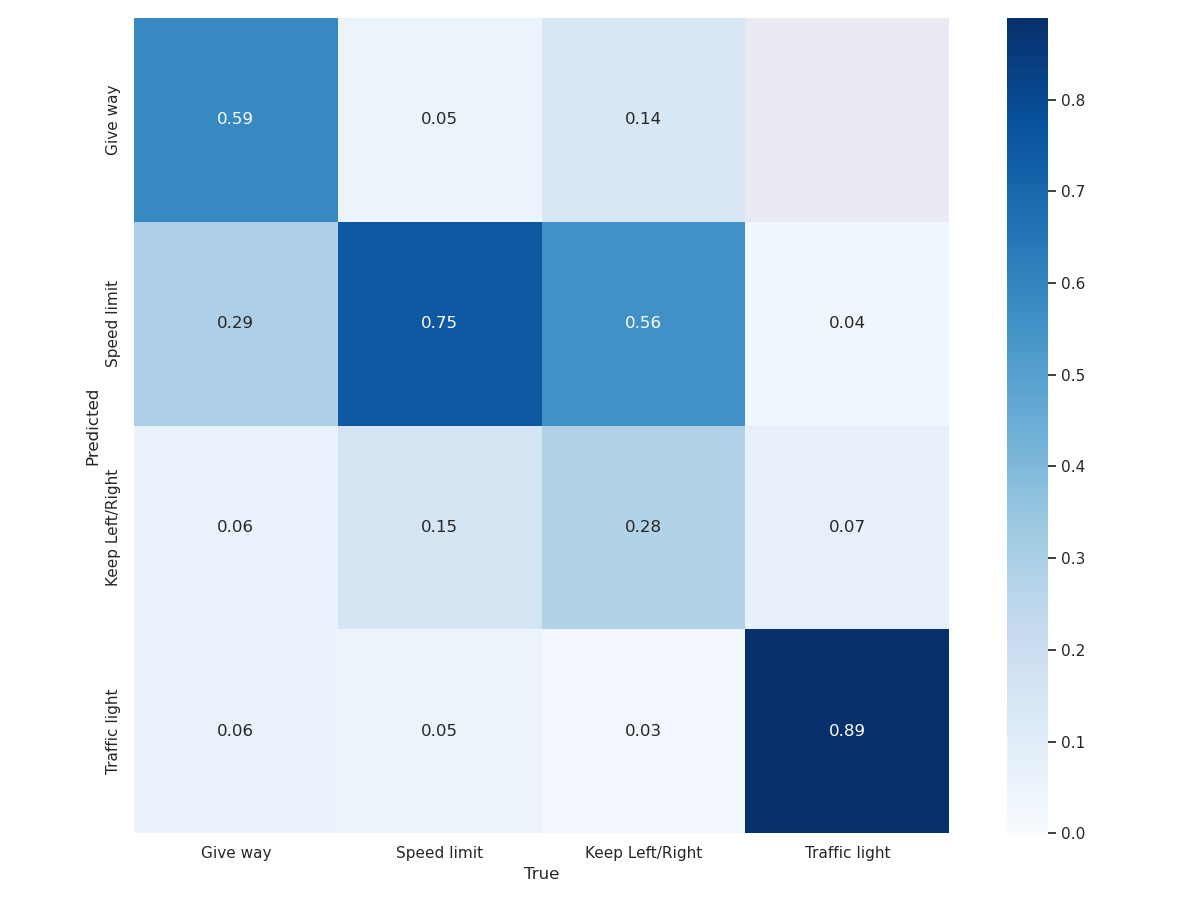 Give way
0.59 0.05 0.14
Speed limit
0.29 0.75 0.56 0.04
Predicted
Keep Left/Right
0.06 0.15 0.28 0.07
Traffic light
0.06 0.05 0.03 0.89
Give way Speed limit Keep Left/Right Traffic light
True
0.8
0.7
0.6
0.5
0.4
0.3
0.2
0.1
0.0